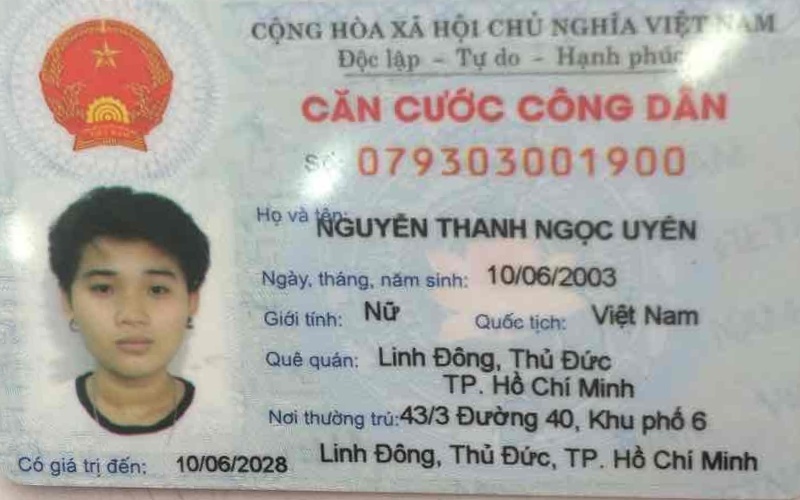 CỘNG HÒA XÃ HỘI CHỦ NGHĨA VIỆT NAM
Độc lập - Tự do - Hạnh phúc
CĂN CƯỚC CÔNG DÂN
Số: 079303001900
Họ và tên: NGUYỄN THANH NGỌC UYÊN
Ngày, tháng, năm sinh: 10/06/2003
Giới tính: Nữ Quốc tịch: Việt Nam
Quê quán: Linh Đông, Thủ Đức
TP. Hồ Chí Minh
Nơi thường trú: 43/3 Đường 40, Khu phố 6
Có giá trị đến: 10/06/2028 Linh Đông, Thủ Đức, TP. Hồ Chí Minh